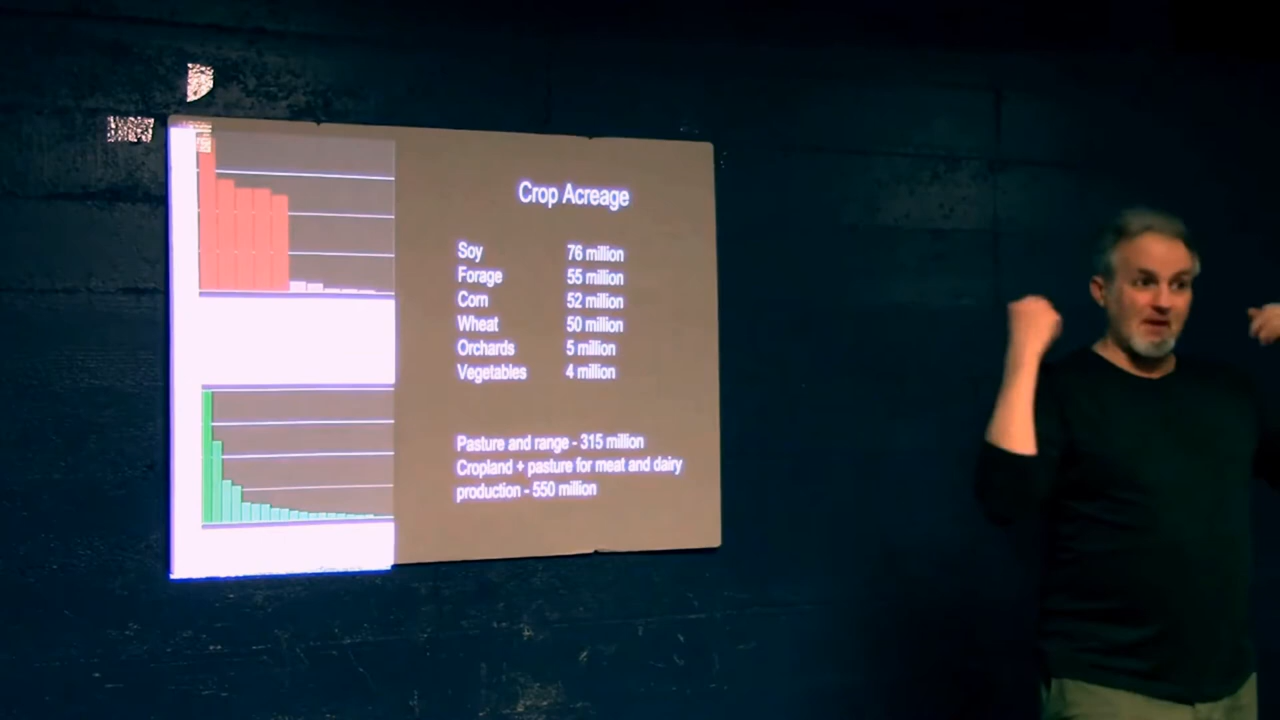 Crop Acreage
Soy 76 million
Forage 55 million
Corn 52 million
Wheat 50 million
Orchards 5 million
Vegetables 4 million
Pasture and range - 315 million
Cropland + pasture for meat and dairy
production - 550 million